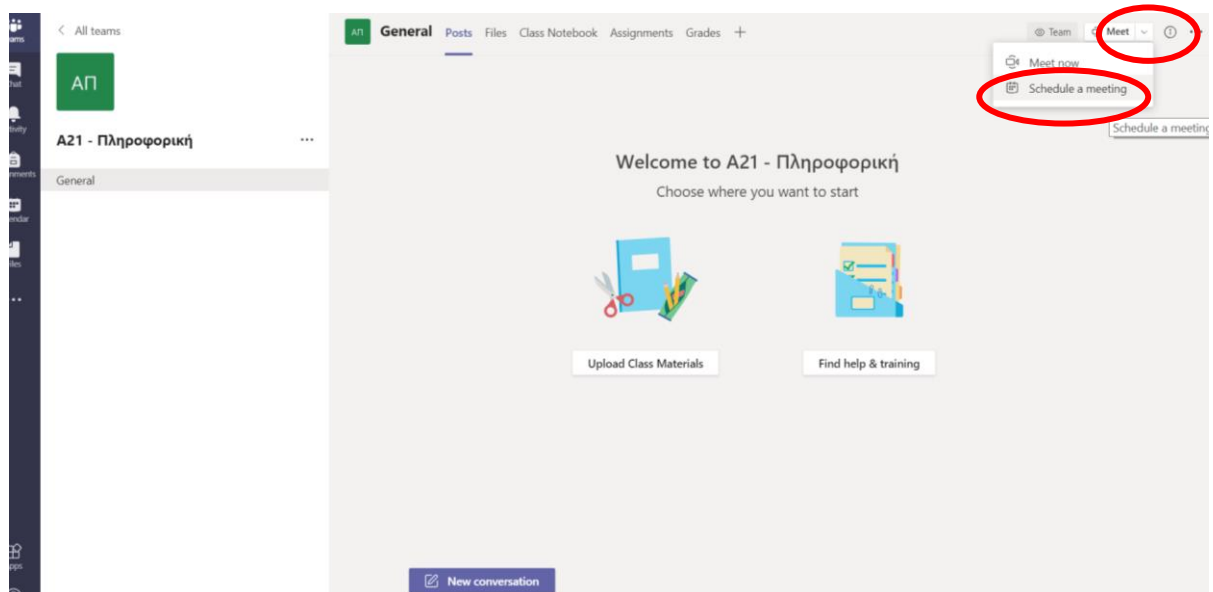 All teams
ΑΠ
General Posts Files Class Notebook Assignments Grades +
Team
Meet
Meet now
Schedule a meeting
Schedule a meeting
ΑΠ
A21 - Πληροφορική
...
General
Welcome to A21 - Πληροφορική
Choose where you want to start
Upload Class Materials
Find help & training
New conversation